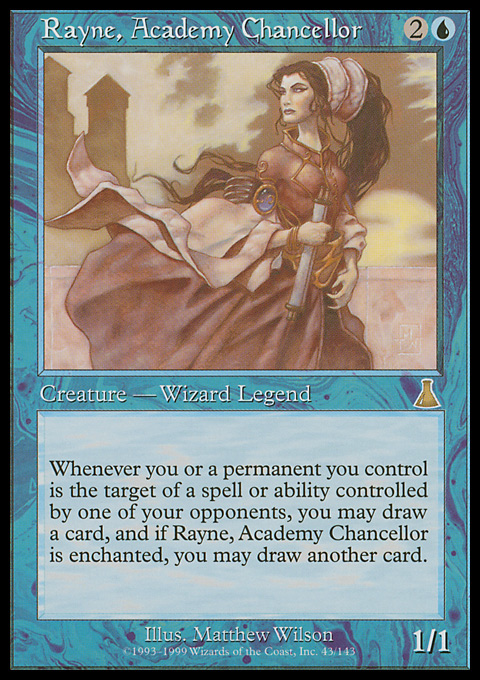 Rayne, Academy Chancellor 2
Creature — Wizard Legend
Whenever you or a permanent you control
is the target of a spell or ability controlled
by one of your opponents, you may draw
a card, and if Rayne, Academy Chancellor
is enchanted, you may draw another card.
Illus. Matthew Wilson
©1993-1999 Wizards of the Coast, Inc. 43/143
1/1